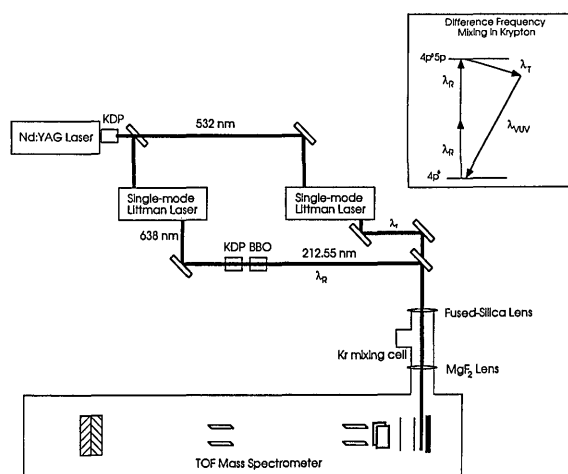 Difference Frequency
Mixing in Krypton
4p⁵5p
λT
λR
λVUV
λR
4p⁶
KDP
Nd:YAG Laser
532 nm
Single-mode
Littman Laser
Single-mode
Littman Laser
638 nm
λT
KDP BBO
212.55 nm
λR
Fused-Silica Lens
Kr mixing cell
MgF₂ Lens
TOF Mass Spectrometer